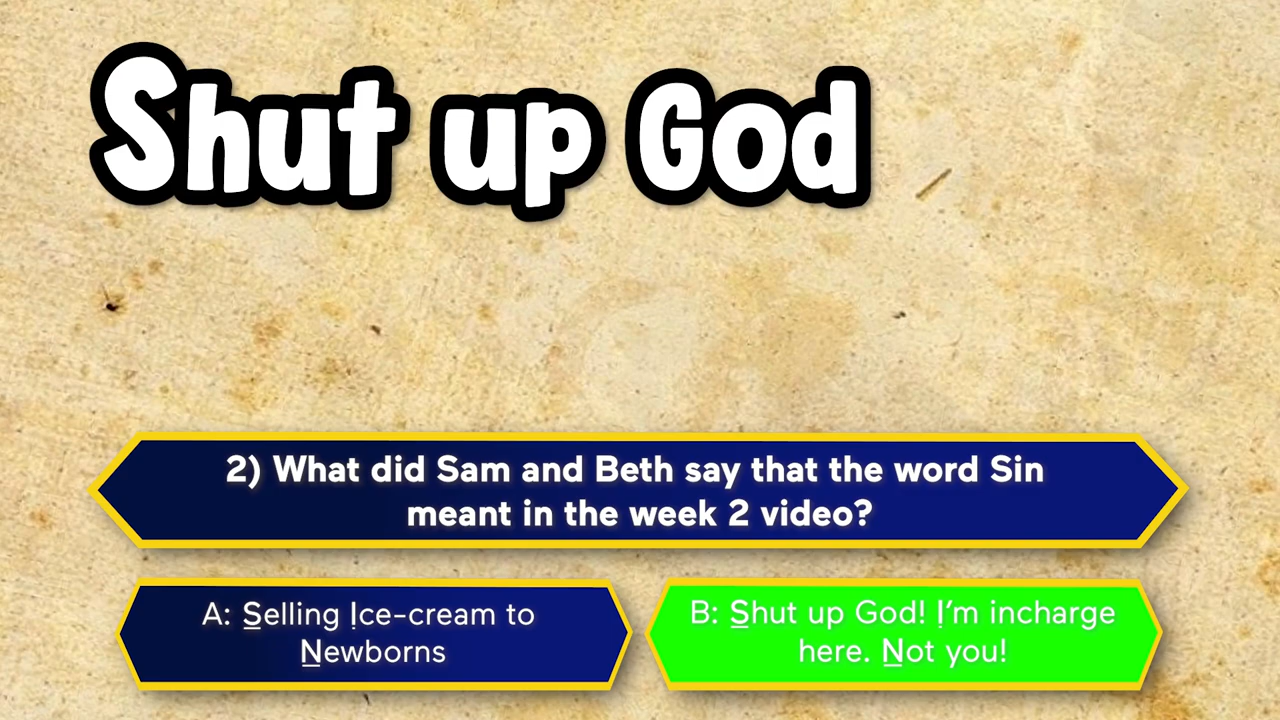 Shut up God
2) What did Sam and Beth say that the word Sin
meant in the week 2 video?
A: Selling Ice-cream to
Newborns
B: Shut up God! I'm incharge
here. Not you!